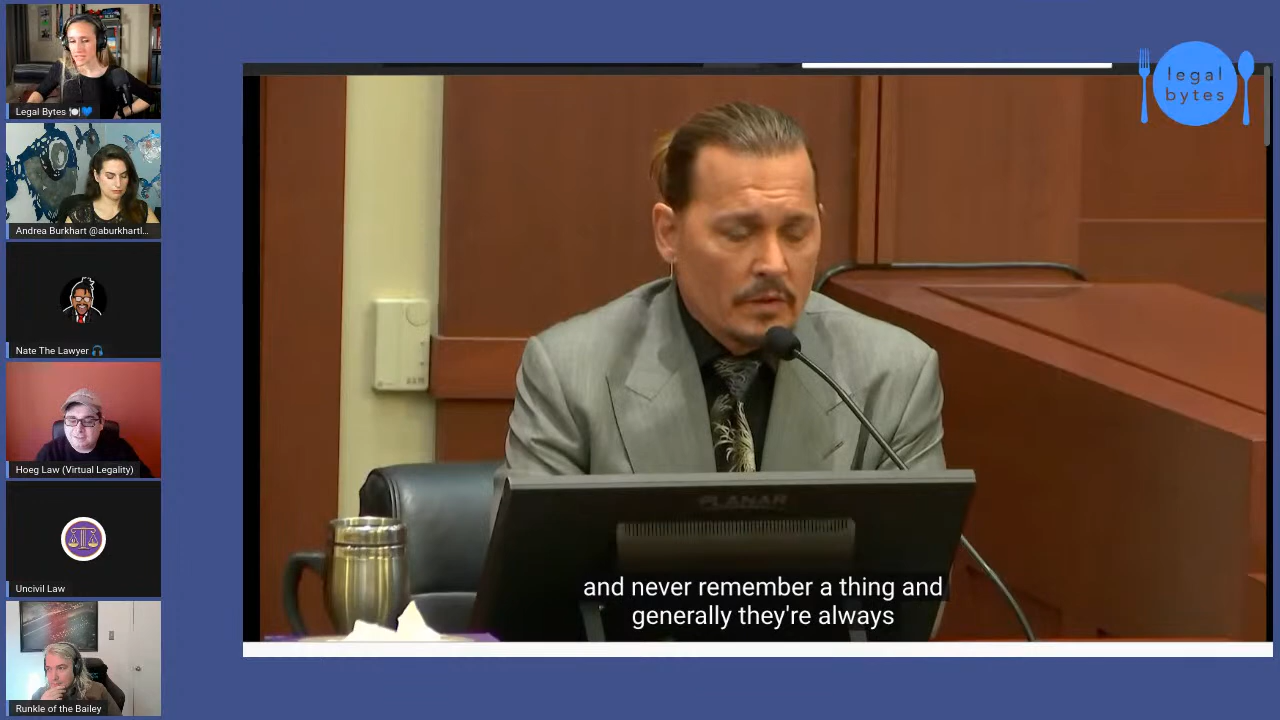 Legal Bytes 🍽️💙
legal
bytes
Andrea Burkhart @aburkhartl...
Nate The Lawyer 🎧
Hoeg Law (Virtual Legality)
PLANAR
Uncivil Law
and never remember a thing and
generally they're always
Runkle of the Bailey